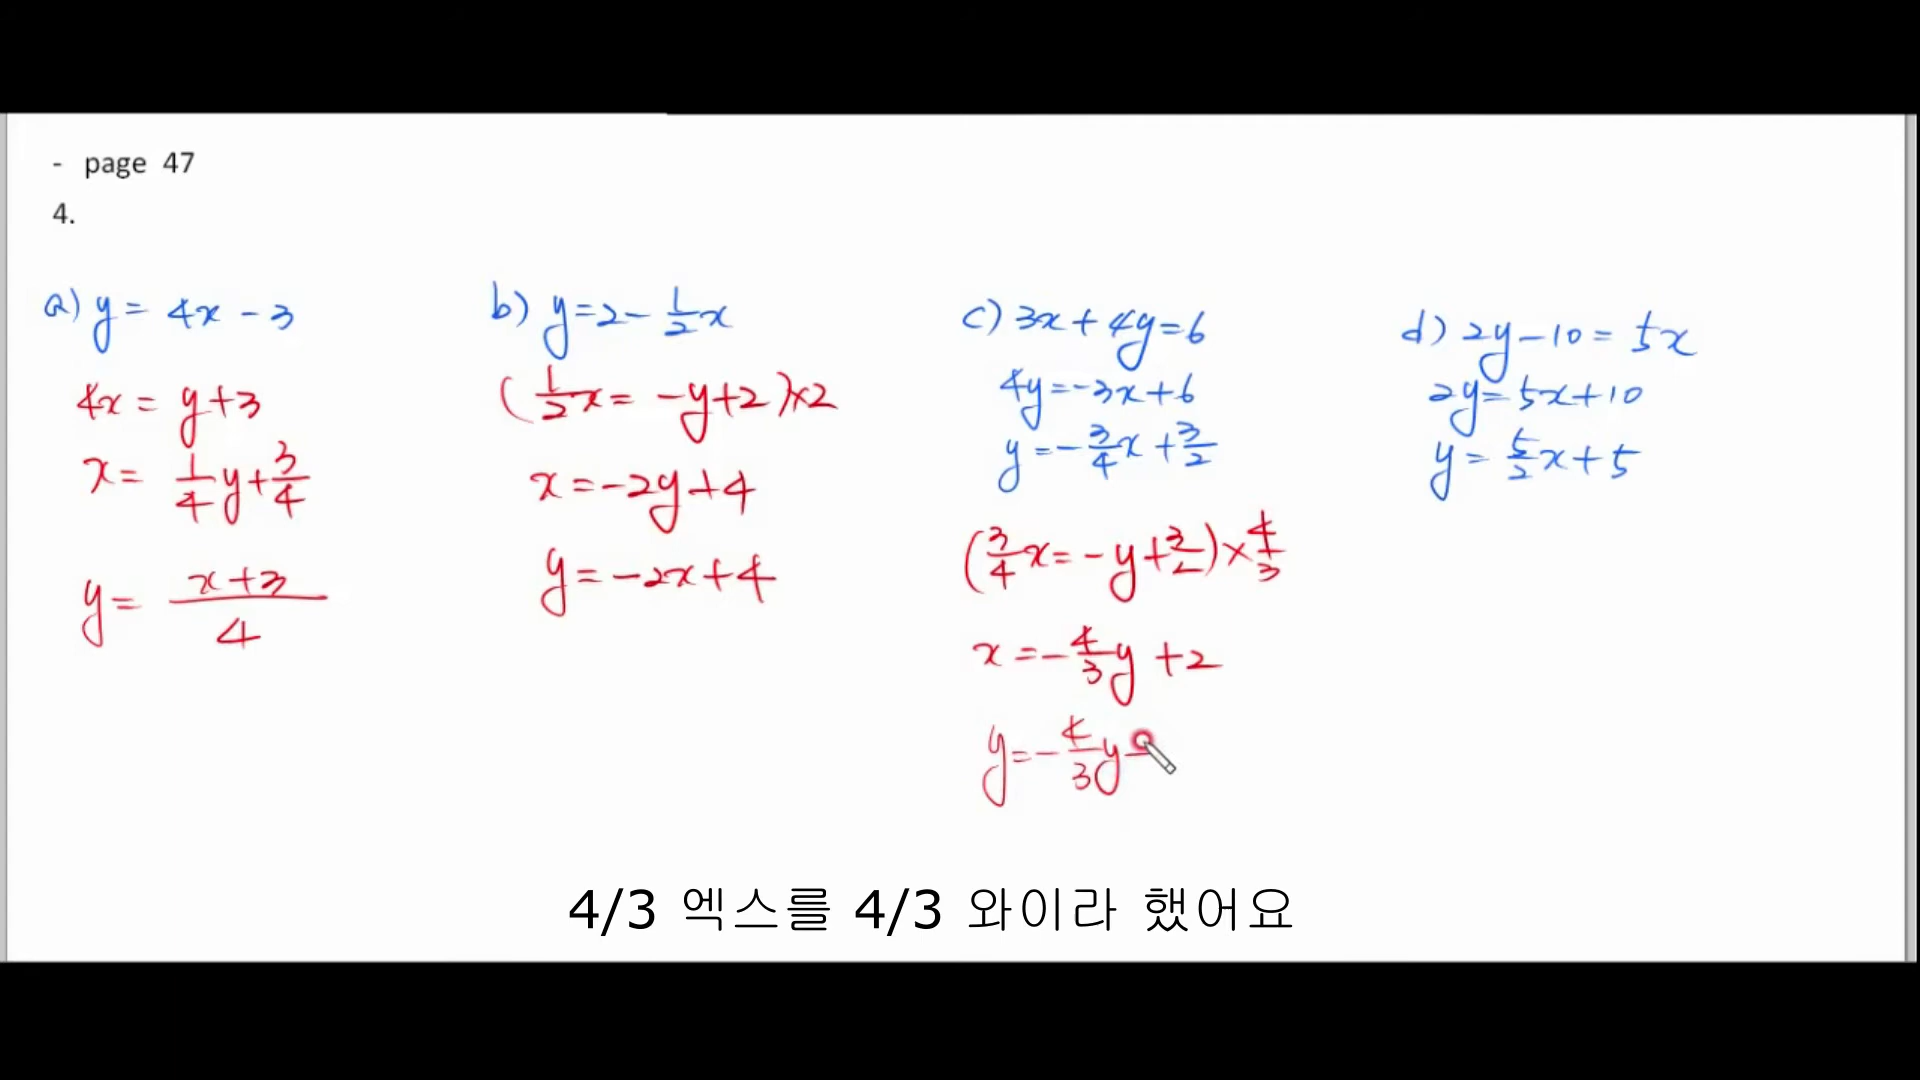 - page 47
4.
a) y = 4x - 3
4x = y+3
x = 1/4 y + 3/4
y = (x+3)/4
b) y = 2 - 1/2 x
(1/2 x = -y+2)×2
x = -2y+4
y = -2x+4
c) 3x + 4y = 6
4y = -3x+6
y = -3/4 x + 3/2
(3/4 x = -y + 3/2) × 4/3
x = -4/3 y + 2
y = -4/3 y
d) 2y - 10 = 5x
2y = 5x+10
y = 5/2 x + 5
4/3 엑스를 4/3 와이라 했어요